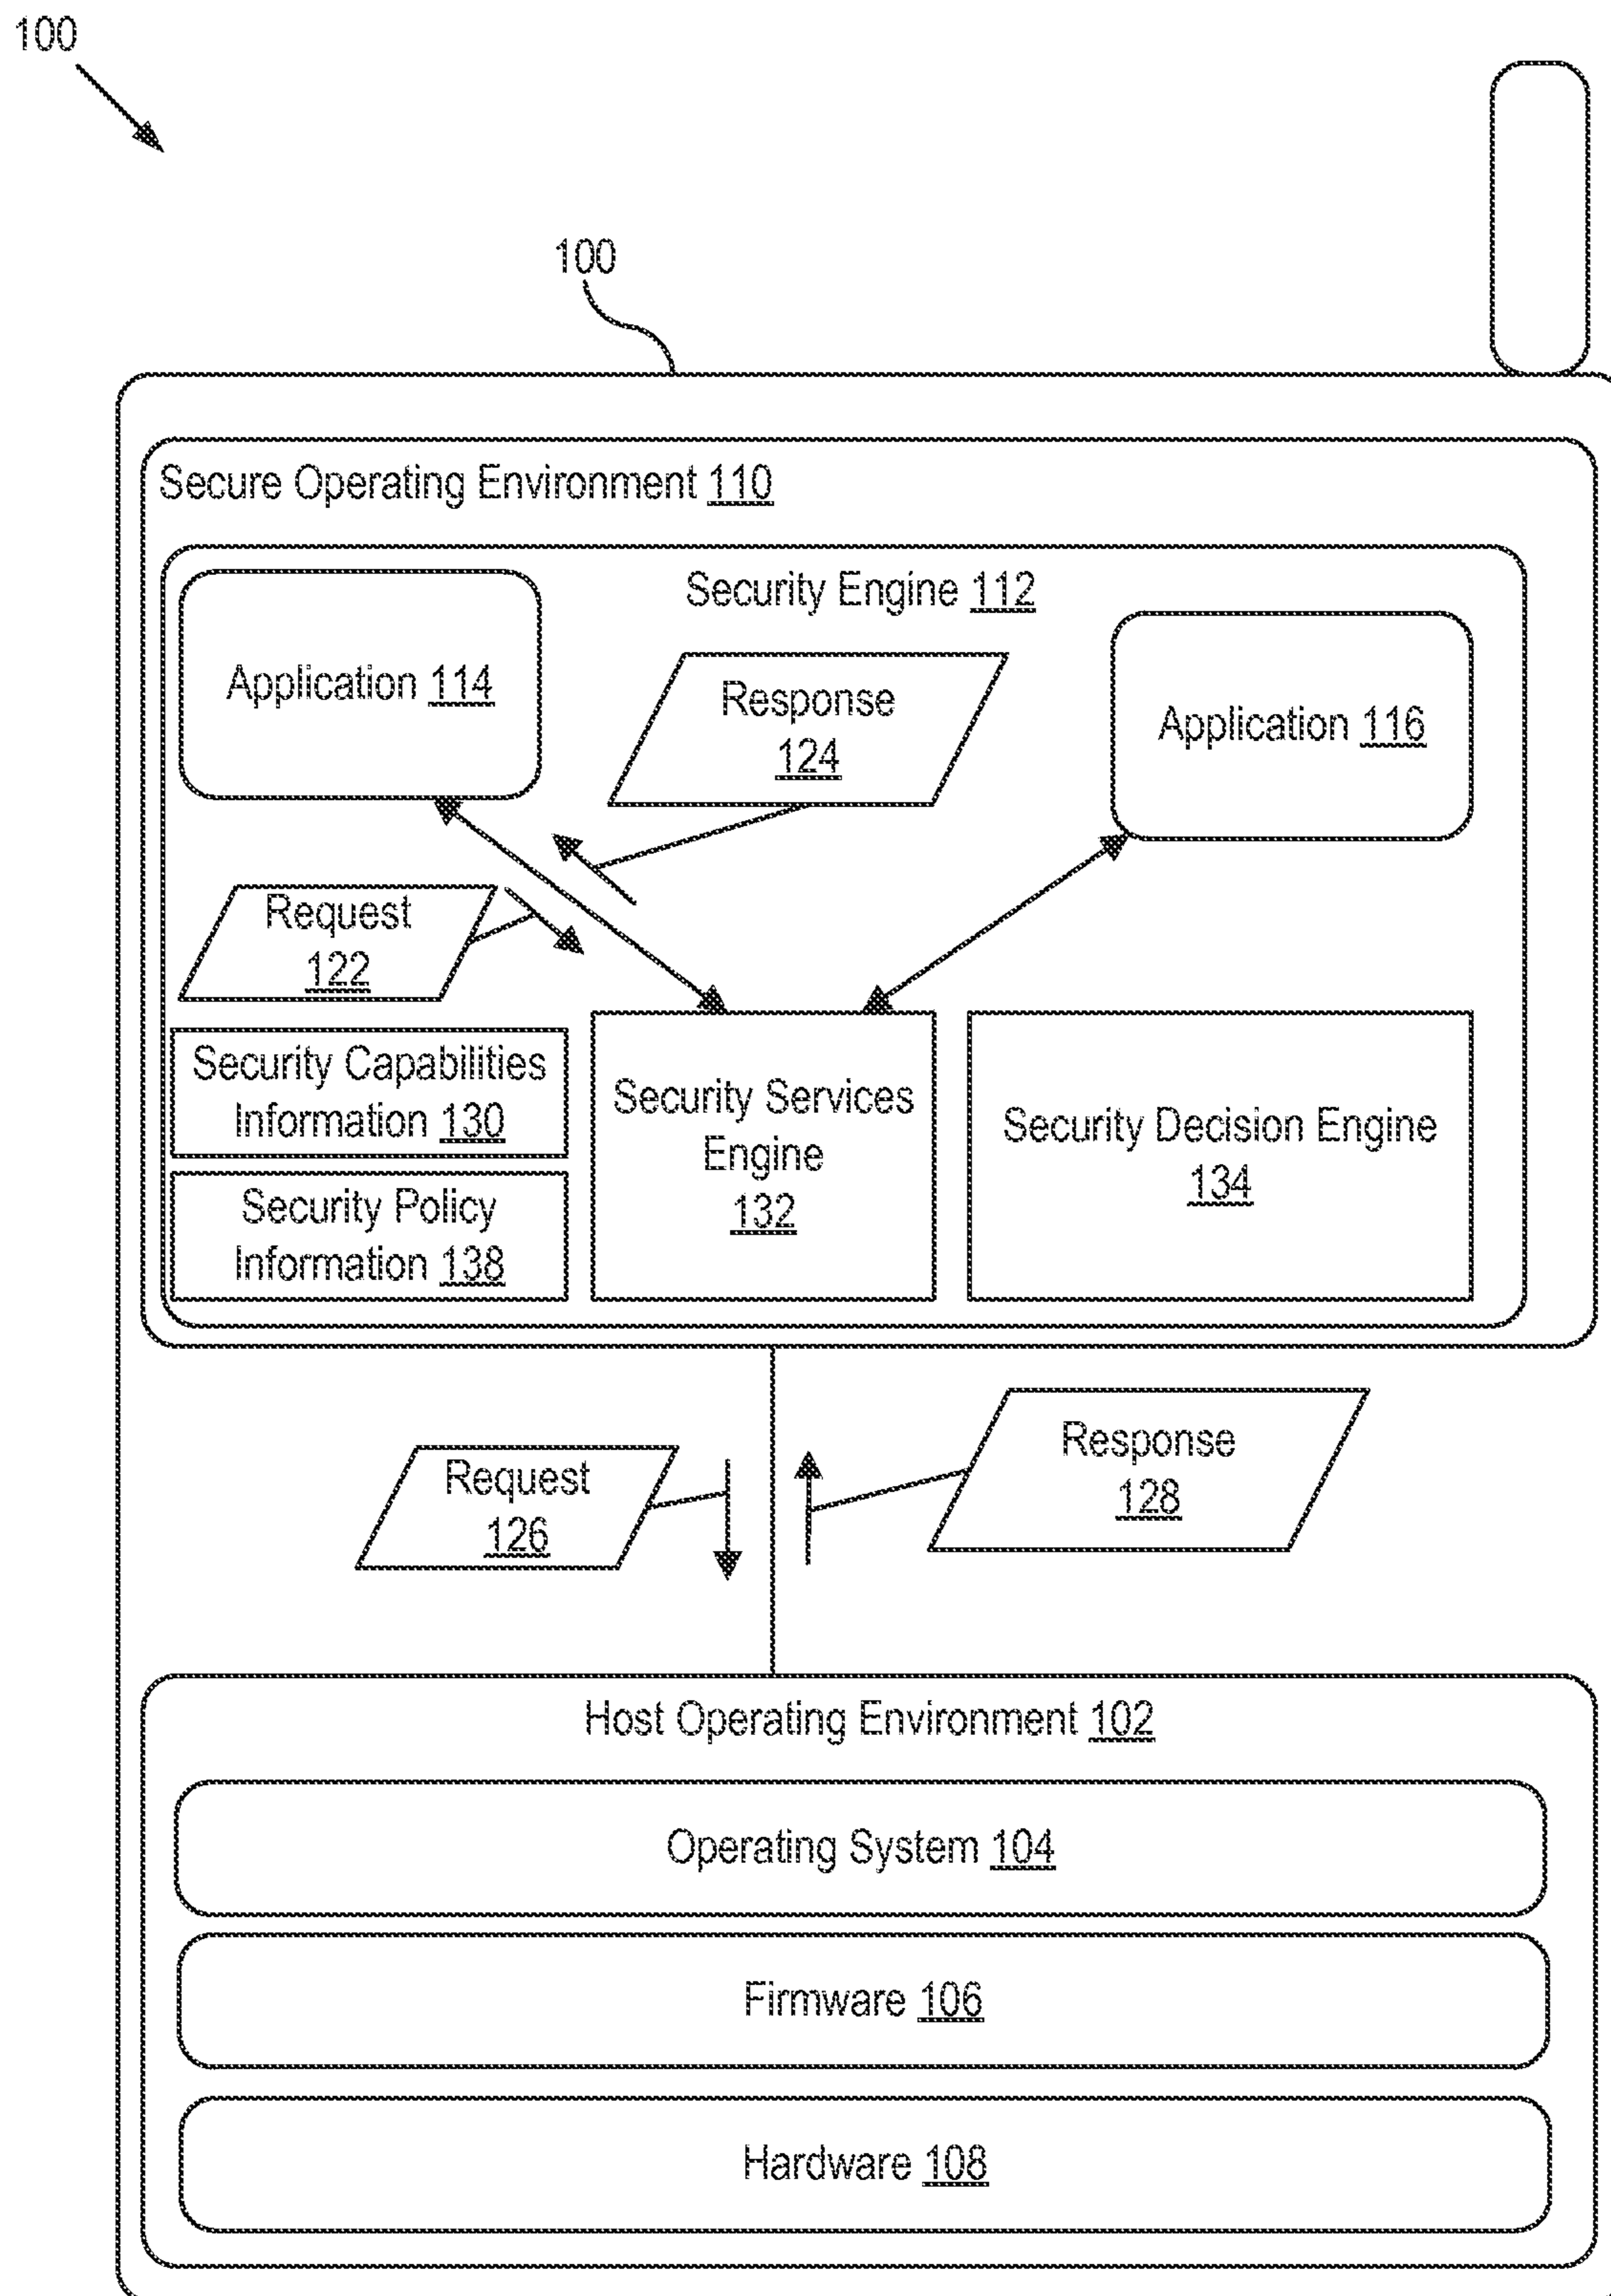 100
100
Secure Operating Environment 110
Security Engine 112
Application 114
Response
124
Application 116
Request
122
Security Capabilities
Information 130
Security Policy
Information 138
Security Services
Engine
132
Security Decision Engine
134
Request
126
Response
128
Host Operating Environment 102
Operating System 104
Firmware 106
Hardware 108